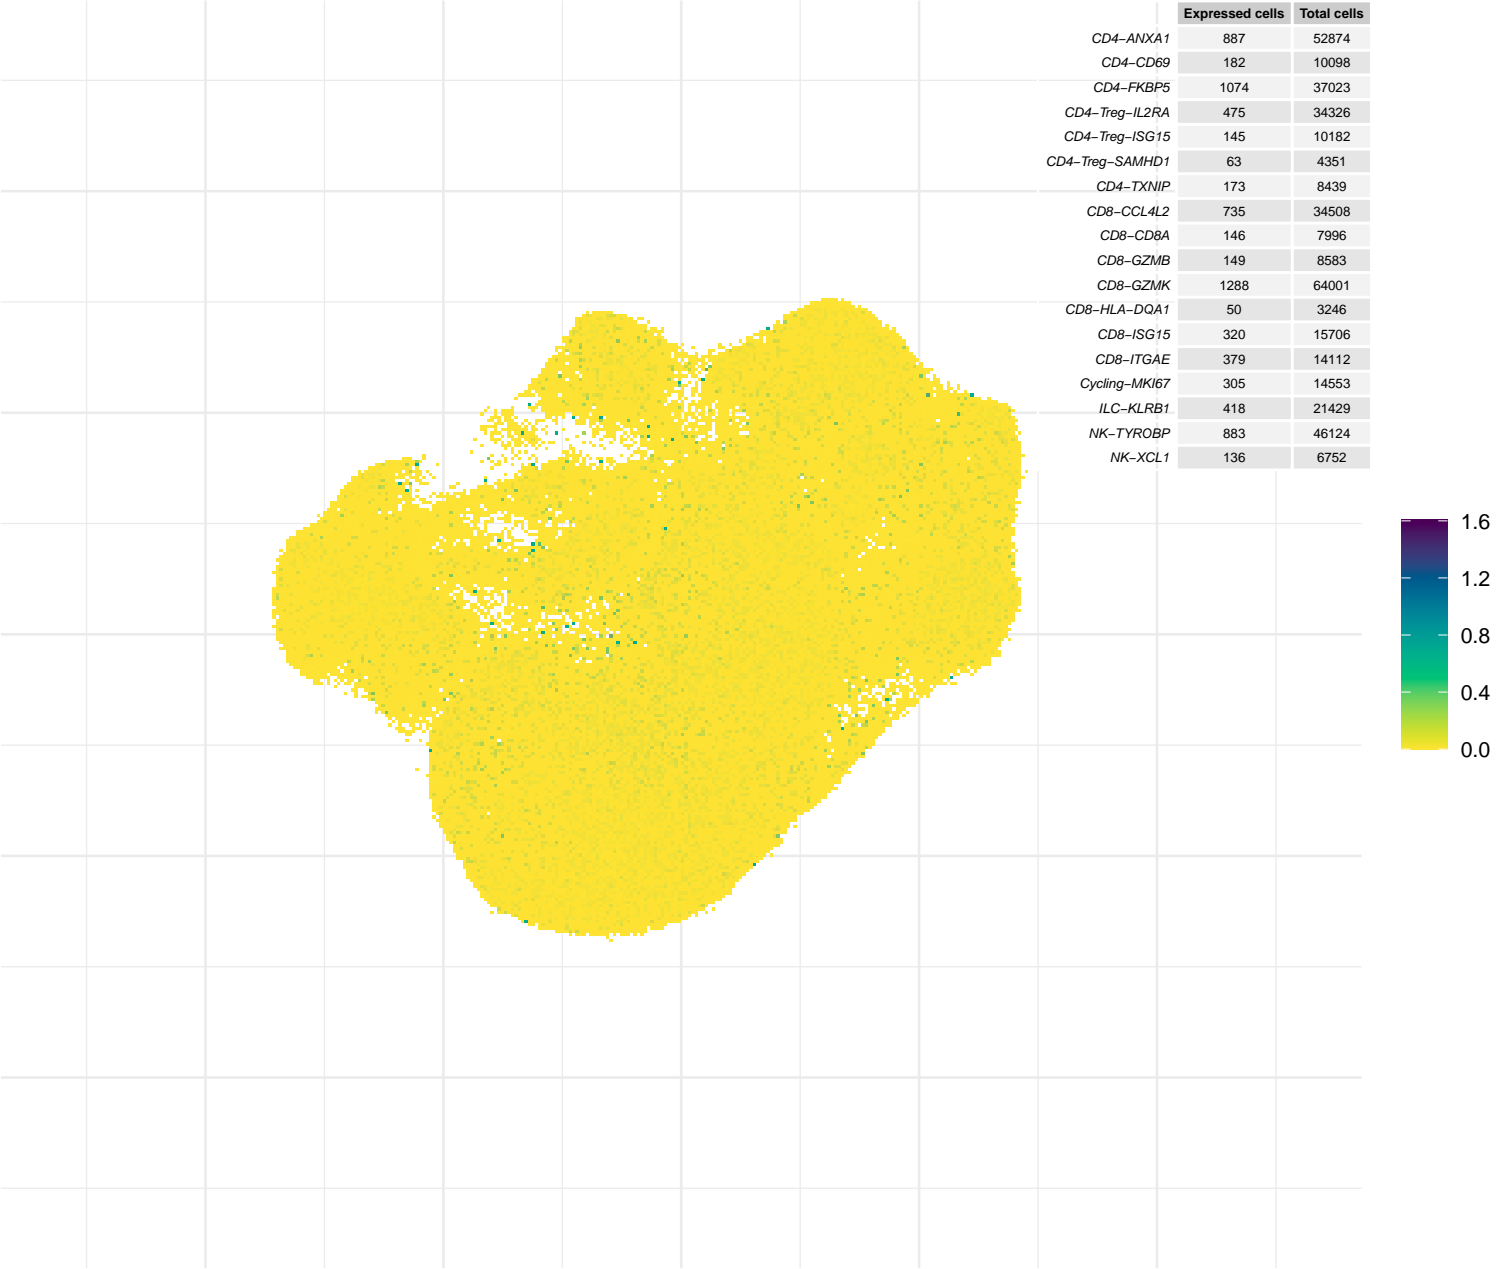 Expressed cells Total cells
CD4−ANXA1 887 52874
CD4−CD69 182 10098
CD4−FKBP5 1074 37023
CD4−Treg−IL2RA 475 34326
CD4−Treg−ISG15 145 10182
CD4−Treg−SAMHD1 63 4351
CD4−TXNIP 173 8439
CD8−CCL4L2 735 34508
CD8−CD8A 146 7996
CD8−GZMB 149 8583
CD8−GZMK 1288 64001
CD8−HLA−DQA1 50 3246
CD8−ISG15 320 15706
CD8−ITGAE 379 14112
Cycling−MKI67 305 14553
ILC−KLRB1 418 21429
NK−TYROBP 883 46124
NK−XCL1 136 6752
1.6
1.2
0.8
0.4
0.0